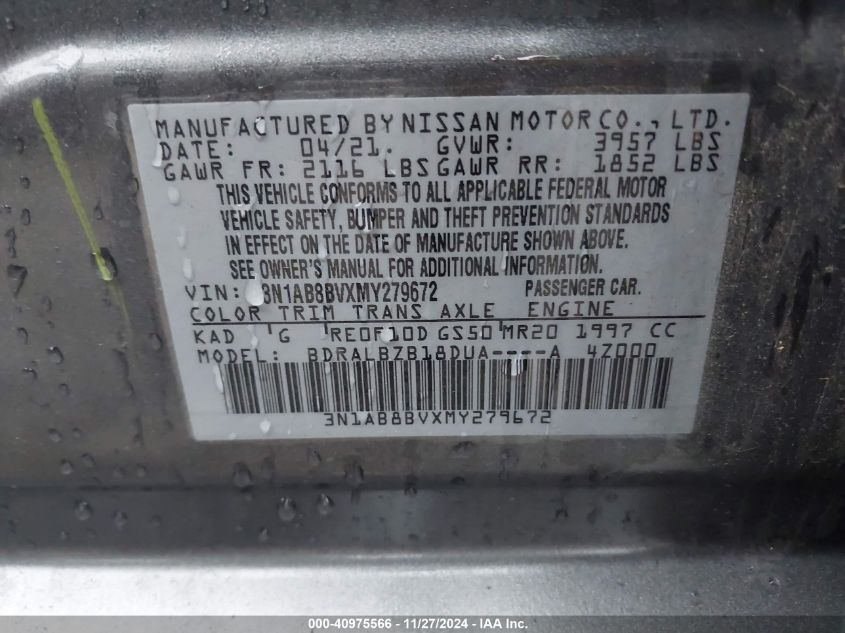 MANUFACTURED BY NISSAN MOTOR CO., LTD.
DATE: 04/21. GVWR: 3957 LBS
GAWR FR: 2116 LBS GAWR RR: 1852 LBS
THIS VEHICLE CONFORMS TO ALL APPLICABLE FEDERAL MOTOR
VEHICLE SAFETY, BUMPER AND THEFT PREVENTION STANDARDS
IN EFFECT ON THE DATE OF MANUFACTURE SHOWN ABOVE.
SEE OWNER'S MANUAL FOR ADDITIONAL INFORMATION.
VIN: 3N1AB8BVXMY279672 PASSENGER CAR.
COLOR TRIM TRANS AXLE ENGINE
KAD G RE0F10D GS50 MR20 1997 CC
MODEL: BDRALBZB18DUA----A 4Z000
3N1AB8BVXMY279672
000-40975566 - 11/27/2024 - IAA Inc.